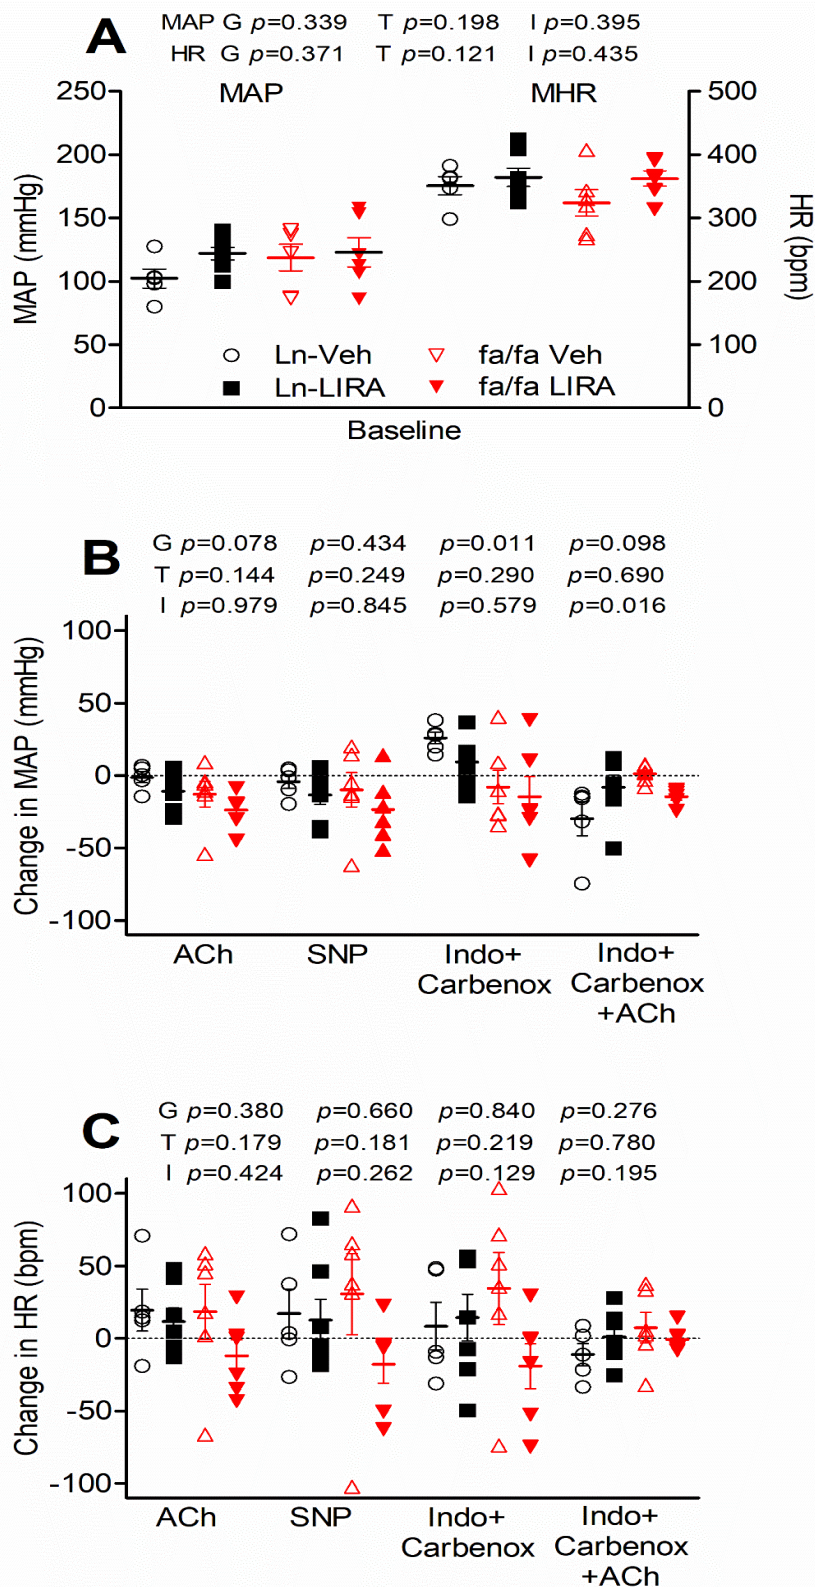 A
MAP G p=0.339 T p=0.198 I p=0.395
HR G p=0.371 T p=0.121 I p=0.435
MAP MHR
250 500
200 400
150 300
100 200
50 100
0 0
MAP (mmHg)
HR (bpm)
Ln-Veh fa/fa Veh
Ln-LIRA fa/fa LIRA
Baseline
B
G p=0.078 p=0.434 p=0.011 p=0.098
T p=0.144 p=0.249 p=0.290 p=0.690
I p=0.979 p=0.845 p=0.579 p=0.016
Change in MAP (mmHg)
100
50
0
-50
-100
ACh SNP Indo+ Indo+
Carbenox Carbenox
+ACh
C
G p=0.380 p=0.660 p=0.840 p=0.276
T p=0.179 p=0.181 p=0.219 p=0.780
I p=0.424 p=0.262 p=0.129 p=0.195
Change in HR (bpm)
100
50
0
-50
-100
ACh SNP Indo+ Indo+
Carbenox Carbenox
+ACh